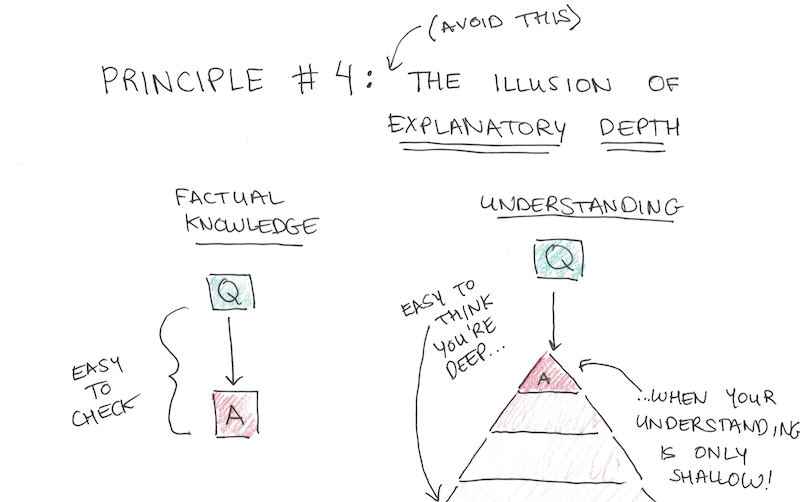 (AVOID THIS)
PRINCIPLE # 4: THE ILLUSION OF
EXPLANATORY DEPTH
FACTUAL
KNOWLEDGE
Q
EASY
TO
CHECK
A
UNDERSTANDING
Q
EASY TO
THINK
YOU'RE
DEEP...
A
...WHEN YOUR
UNDERSTANDING
IS ONLY
SHALLOW!